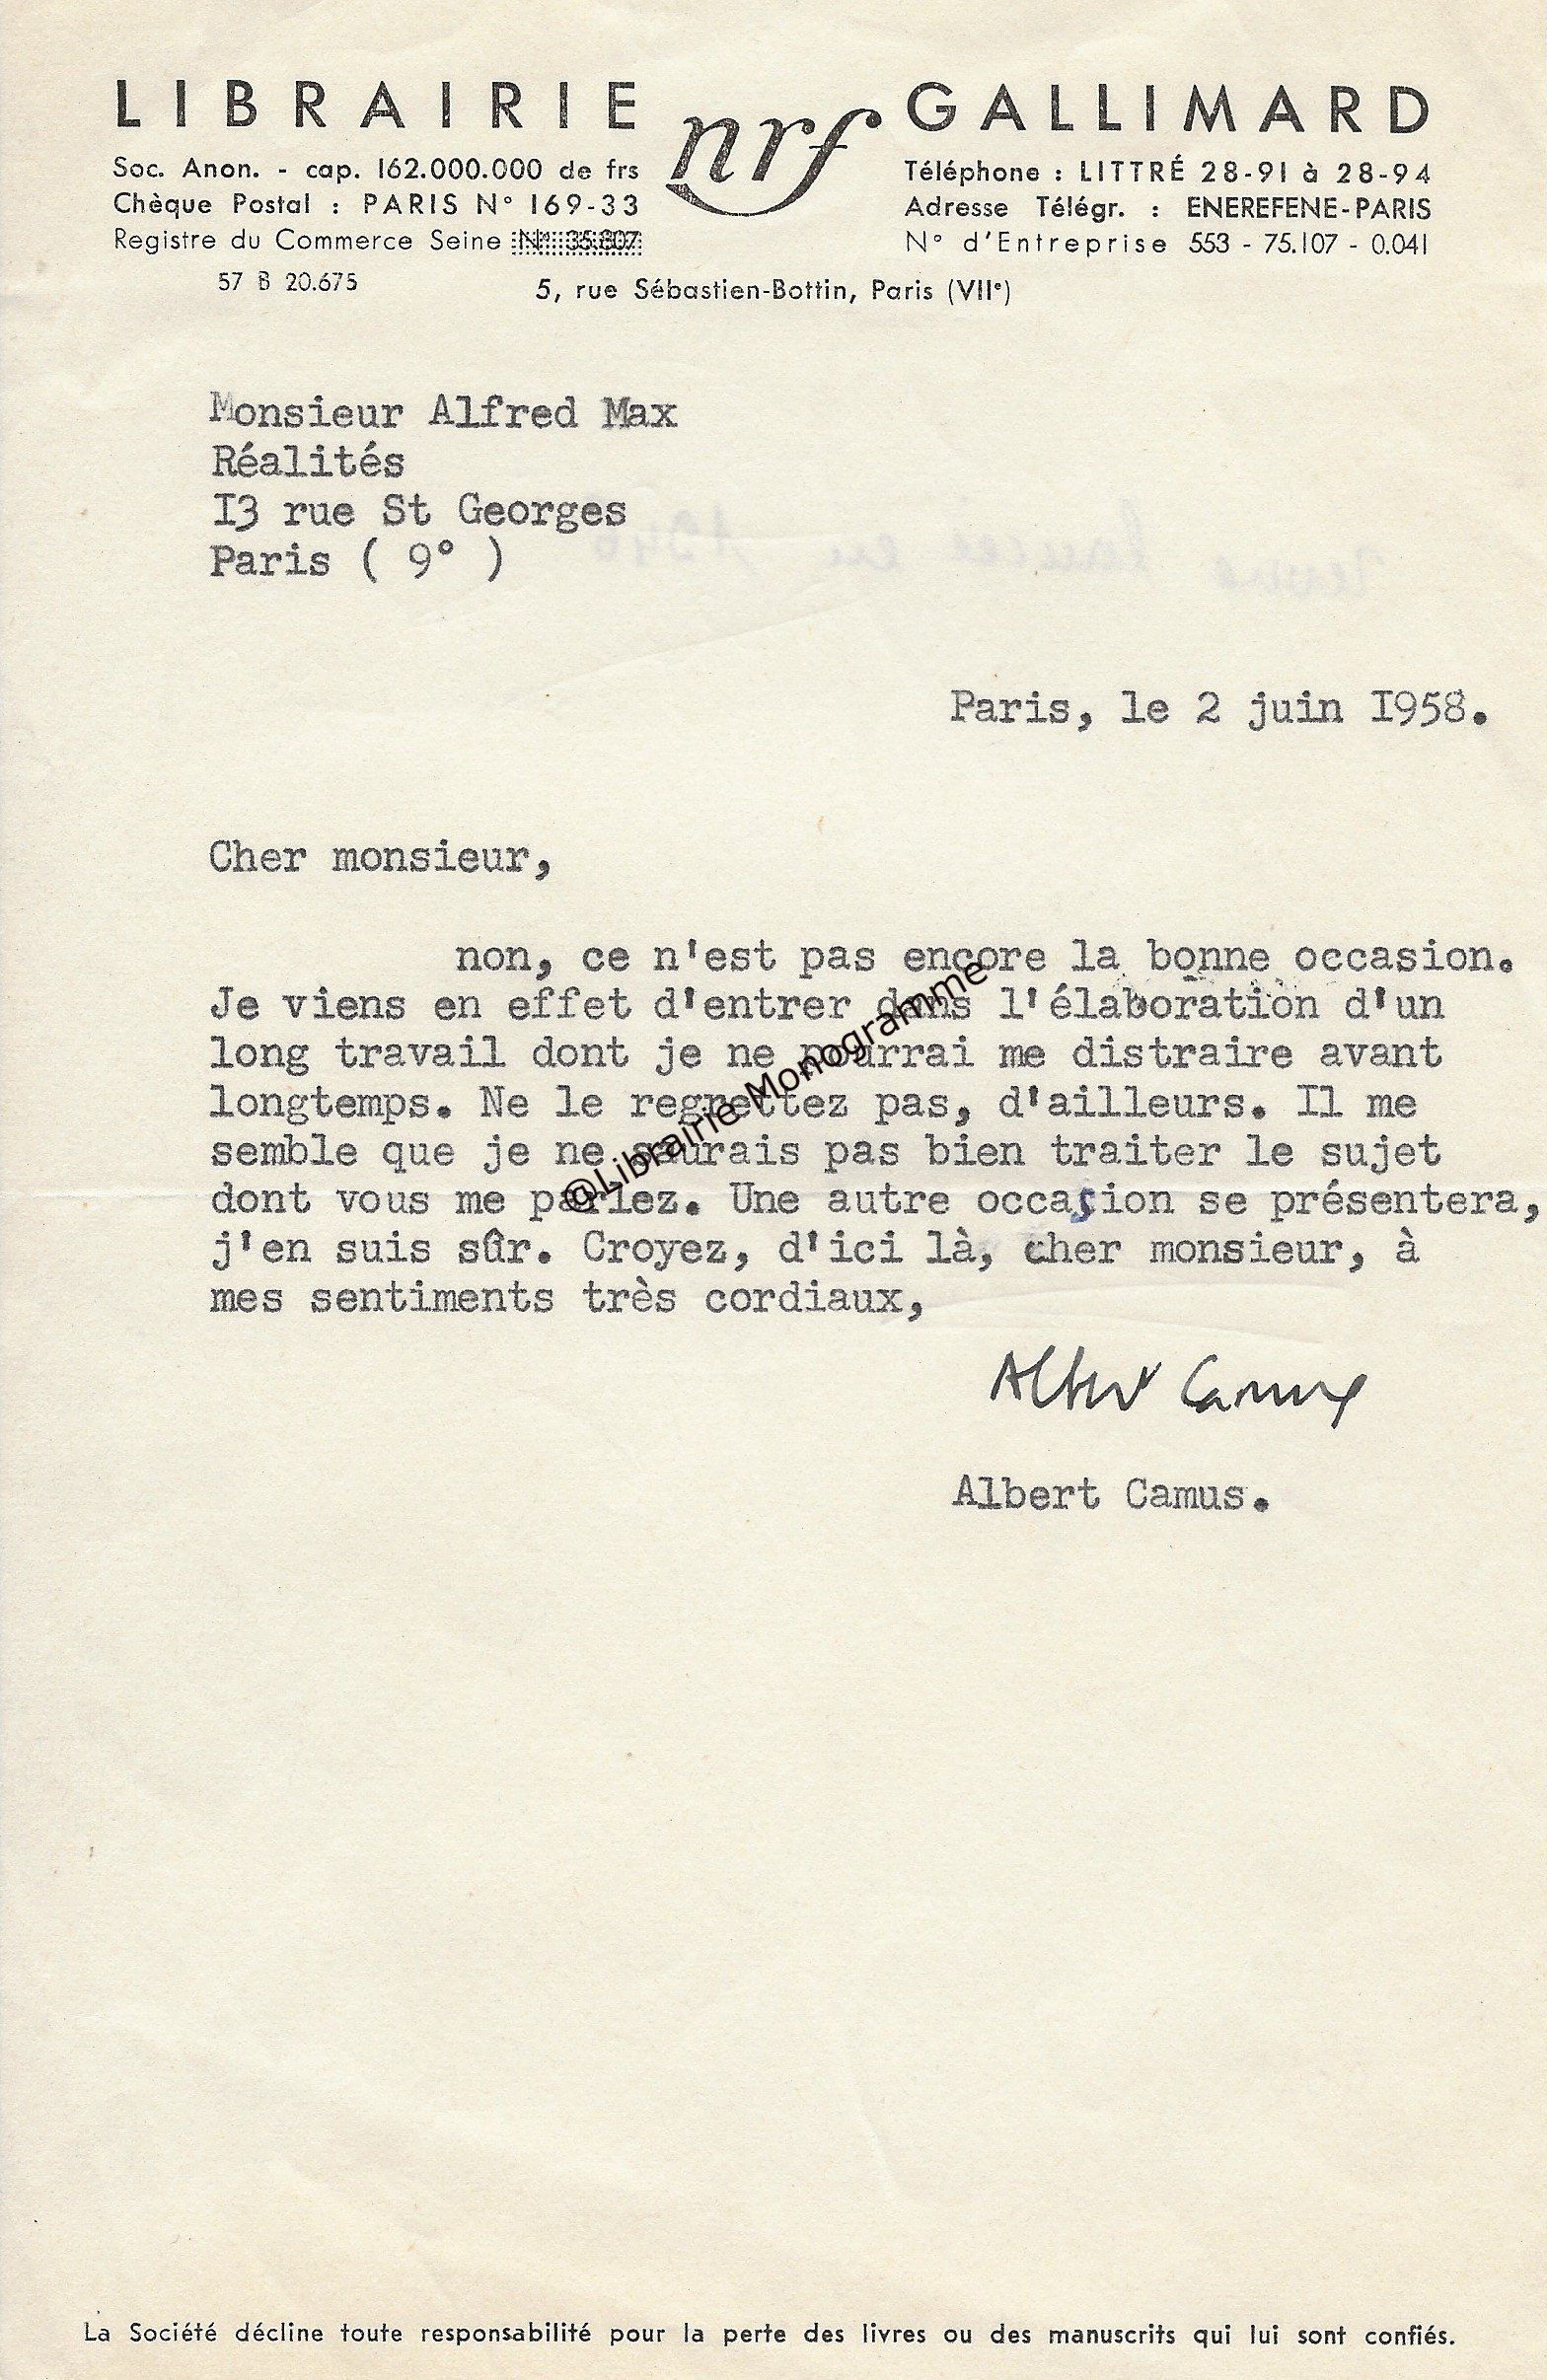 LIBRAIRIE nrf GALLIMARD
Soc. Anon. - cap. 162.000.000 de frs
Chèque Postal : PARIS N° 169-33
Registre du Commerce Seine N° 35.807
57 B 20.675
Téléphone : LITTRÉ 28-91 à 28-94
Adresse Télégr. : ENEREFENE-PARIS
N° d'Entreprise 553 - 75.107 - 0.041
5, rue Sébastien-Bottin, Paris (VIIe)
Monsieur Alfred Max
Réalités
I3 rue St Georges
Paris ( 9° )
Paris, le 2 juin I958.
Cher monsieur,
non, ce n'est pas encore la bonne occasion.
Je viens en effet d'entrer dans l'élaboration d'un
long travail dont je ne pourrai me distraire avant
longtemps. Ne le regrettez pas, d'ailleurs. Il me
semble que je ne saurais pas bien traiter le sujet
dont vous me parlez. Une autre occasion se présentera,
j'en suis sûr. Croyez, d'ici là, cher monsieur, à
mes sentiments très cordiaux,
@Librairie Monogramme
Albert Camus
Albert Camus.
La Société décline toute responsabilité pour la perte des livres ou des manuscrits qui lui sont confiés.